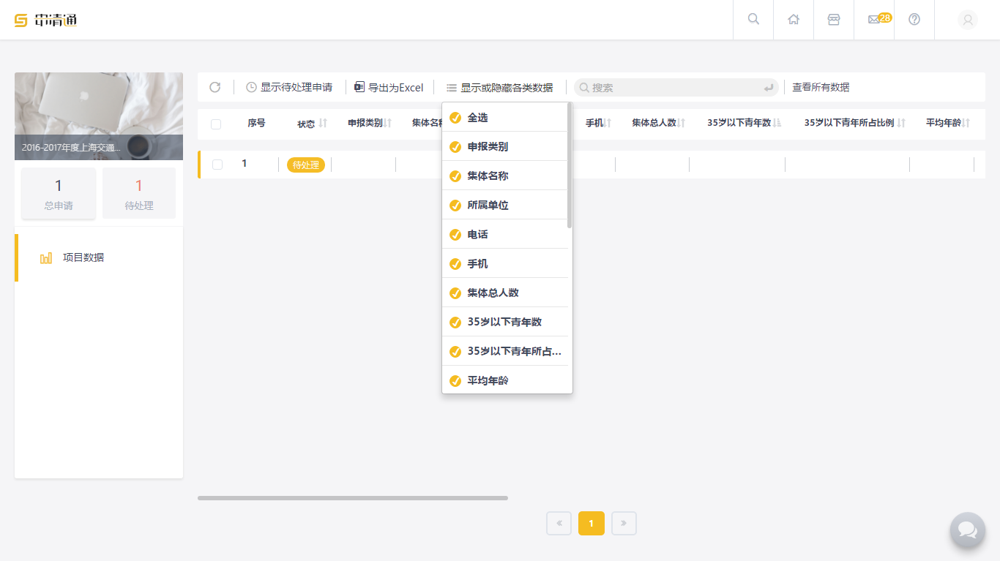 申请通
28
显示待处理申请
导出为Excel
显示或隐藏各类数据
搜索
查看所有数据
2016-2017年度上海交通...
1
总申请
1
待处理
项目数据
序号
状态
申报类别
集体名称
手机
集体总人数
35岁以下青年数
35岁以下青年所占比例
平均年龄
1
待处理
全选
申报类别
集体名称
所属单位
电话
手机
集体总人数
35岁以下青年数
35岁以下青年所占...
平均年龄
«
1
»